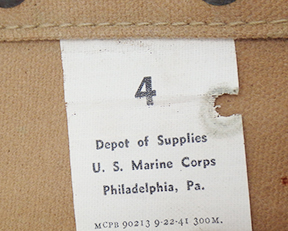 4
Depot of Supplies
U. S. Marine Corps
Philadelphia, Pa.
MCPB 90213 9-22-41 300M.